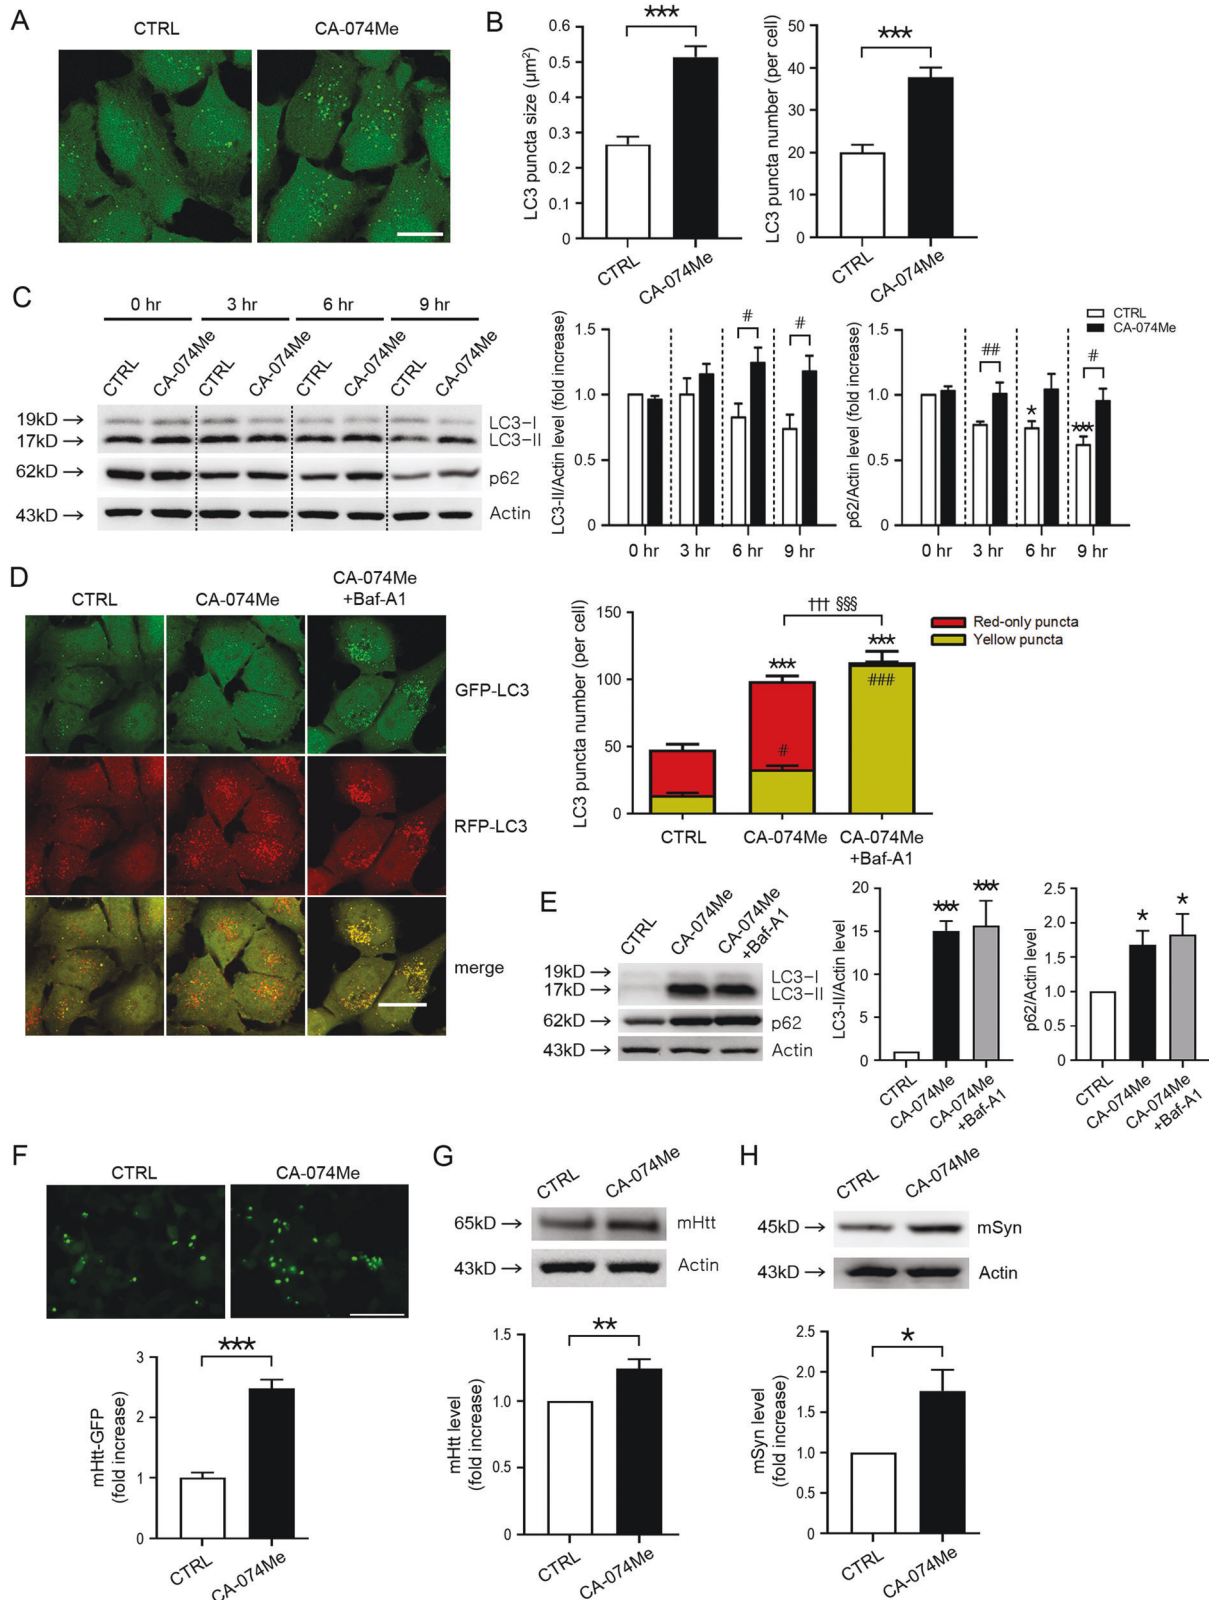 A
CTRL
CA-074Me
B
LC3 puncta size (μm²)
0.6
0.5
0.4
0.3
0.2
0.1
0
***
CTRL
CA-074Me
LC3 puncta number (per cell)
50
40
30
20
10
0
***
CTRL
CA-074Me
C
0 hr 3 hr 6 hr 9 hr
CTRL CA-074Me CTRL CA-074Me CTRL CA-074Me CTRL CA-074Me
19kD → LC3-I
17kD → LC3-II
62kD → p62
43kD → Actin
LC3-II/Actin level (fold increase)
1.5
1.0
0.5
0
# #
0 hr 3 hr 6 hr 9 hr
p62/Actin level (fold increase)
1.5
1.0
0.5
0
## * # ***
0 hr 3 hr 6 hr 9 hr
CTRL
CA-074Me
D
CTRL
CA-074Me
CA-074Me
+Baf-A1
GFP-LC3
RFP-LC3
merge
LC3 puncta number (per cell)
150
100
50
0
††† §§§
*** ***
# ###
Red-only puncta
Yellow puncta
CTRL
CA-074Me
CA-074Me
+Baf-A1
E
CTRL
CA-074Me
CA-074Me
+Baf-A1
19kD → LC3-I
17kD → LC3-II
62kD → p62
43kD → Actin
LC3-II/Actin level
20
15
10
5
0
*** ***
CTRL
CA-074Me
CA-074Me
+Baf-A1
p62/Actin level
2.5
2.0
1.5
1.0
0.5
0
* *
CTRL
CA-074Me
CA-074Me
+Baf-A1
F
CTRL
CA-074Me
mHtt-GFP
(fold increase)
3
2
1
0
***
CTRL
CA-074Me
G
CTRL
CA-074Me
65kD → mHtt
43kD → Actin
mHtt level
(fold increase)
1.5
1.0
0.5
0
**
CTRL
CA-074Me
H
CTRL
CA-074Me
45kD → mSyn
43kD → Actin
mSyn level
(fold increase)
2.5
2.0
1.5
1.0
0.5
0
*
CTRL
CA-074Me